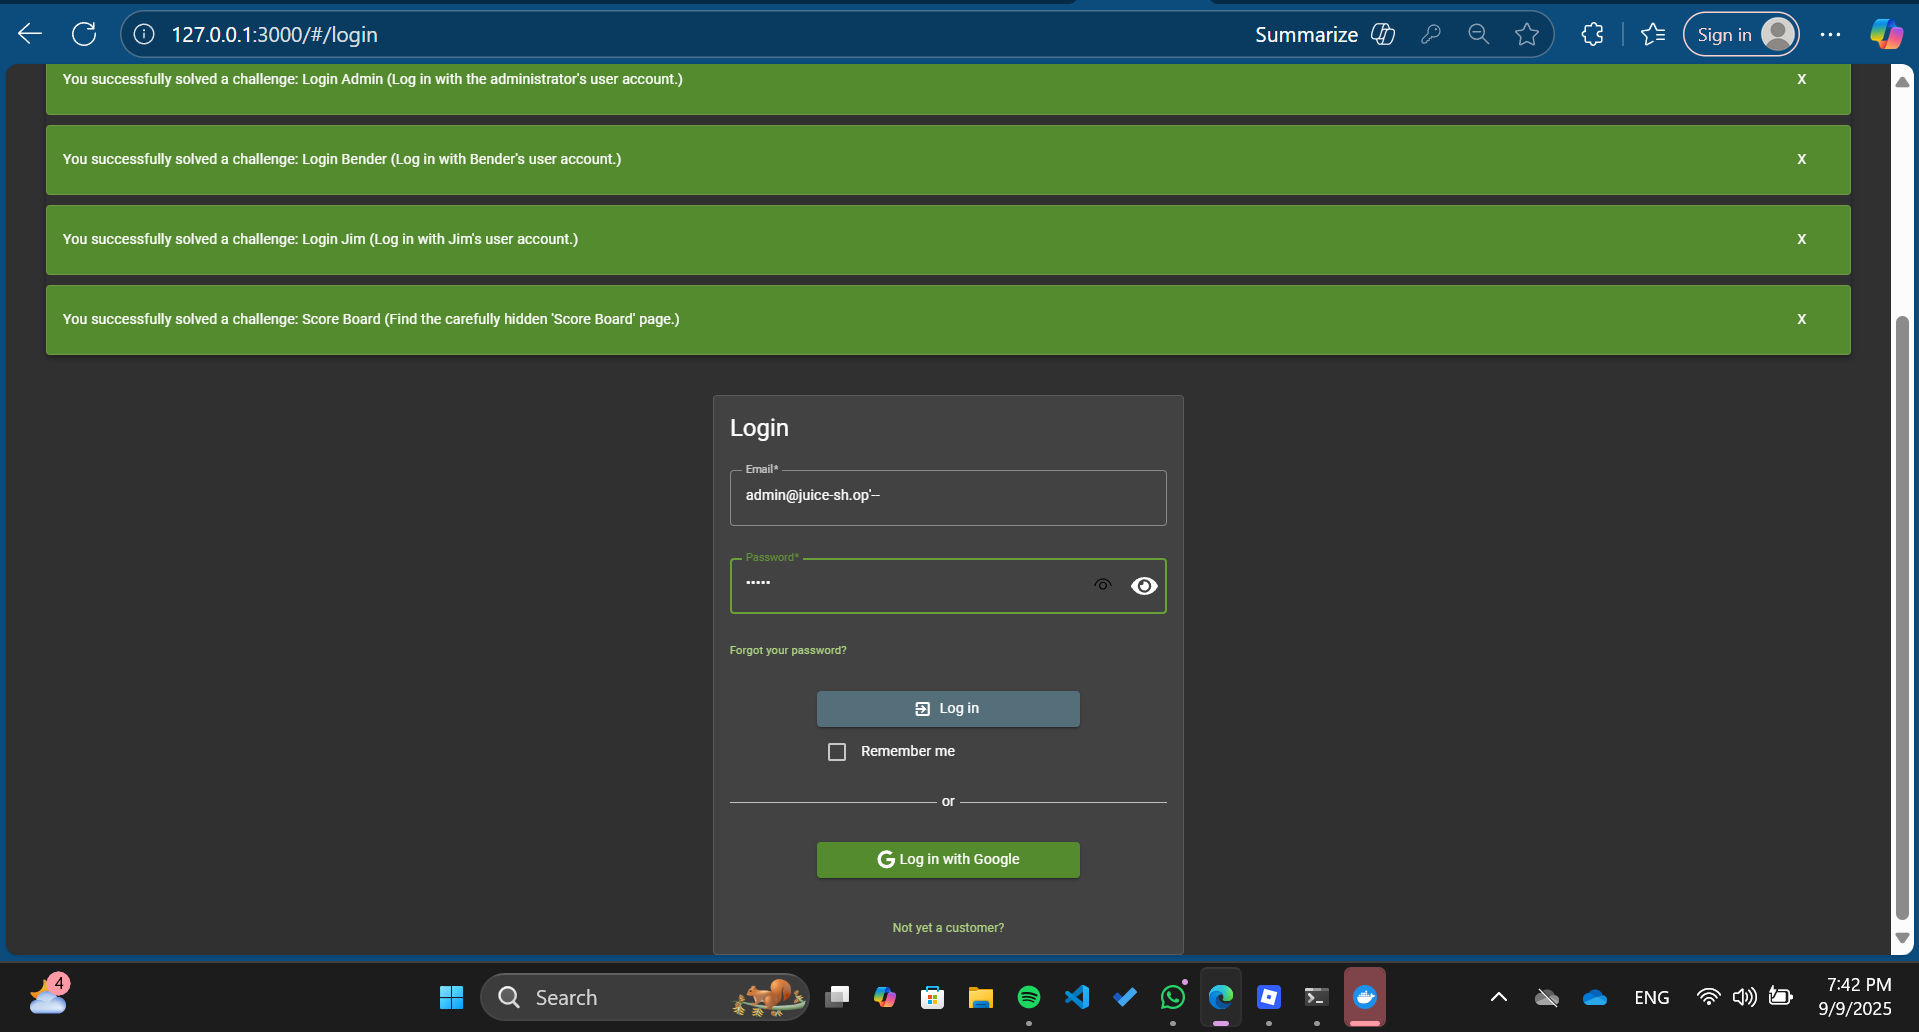 127.0.0.1:3000/#/login
Summarize
Sign in
You successfully solved a challenge: Login Admin (Log in with the administrator's user account.)
X
You successfully solved a challenge: Login Bender (Log in with Bender's user account.)
X
You successfully solved a challenge: Login Jim (Log in with Jim's user account.)
X
You successfully solved a challenge: Score Board (Find the carefully hidden 'Score Board' page.)
X
Login
Email*
admin@juice-sh.op'--
Password*
•••••
Forgot your password?
Log in
Remember me
or
G Log in with Google
Not yet a customer?
4
Search
ENG
7:42 PM
9/9/2025